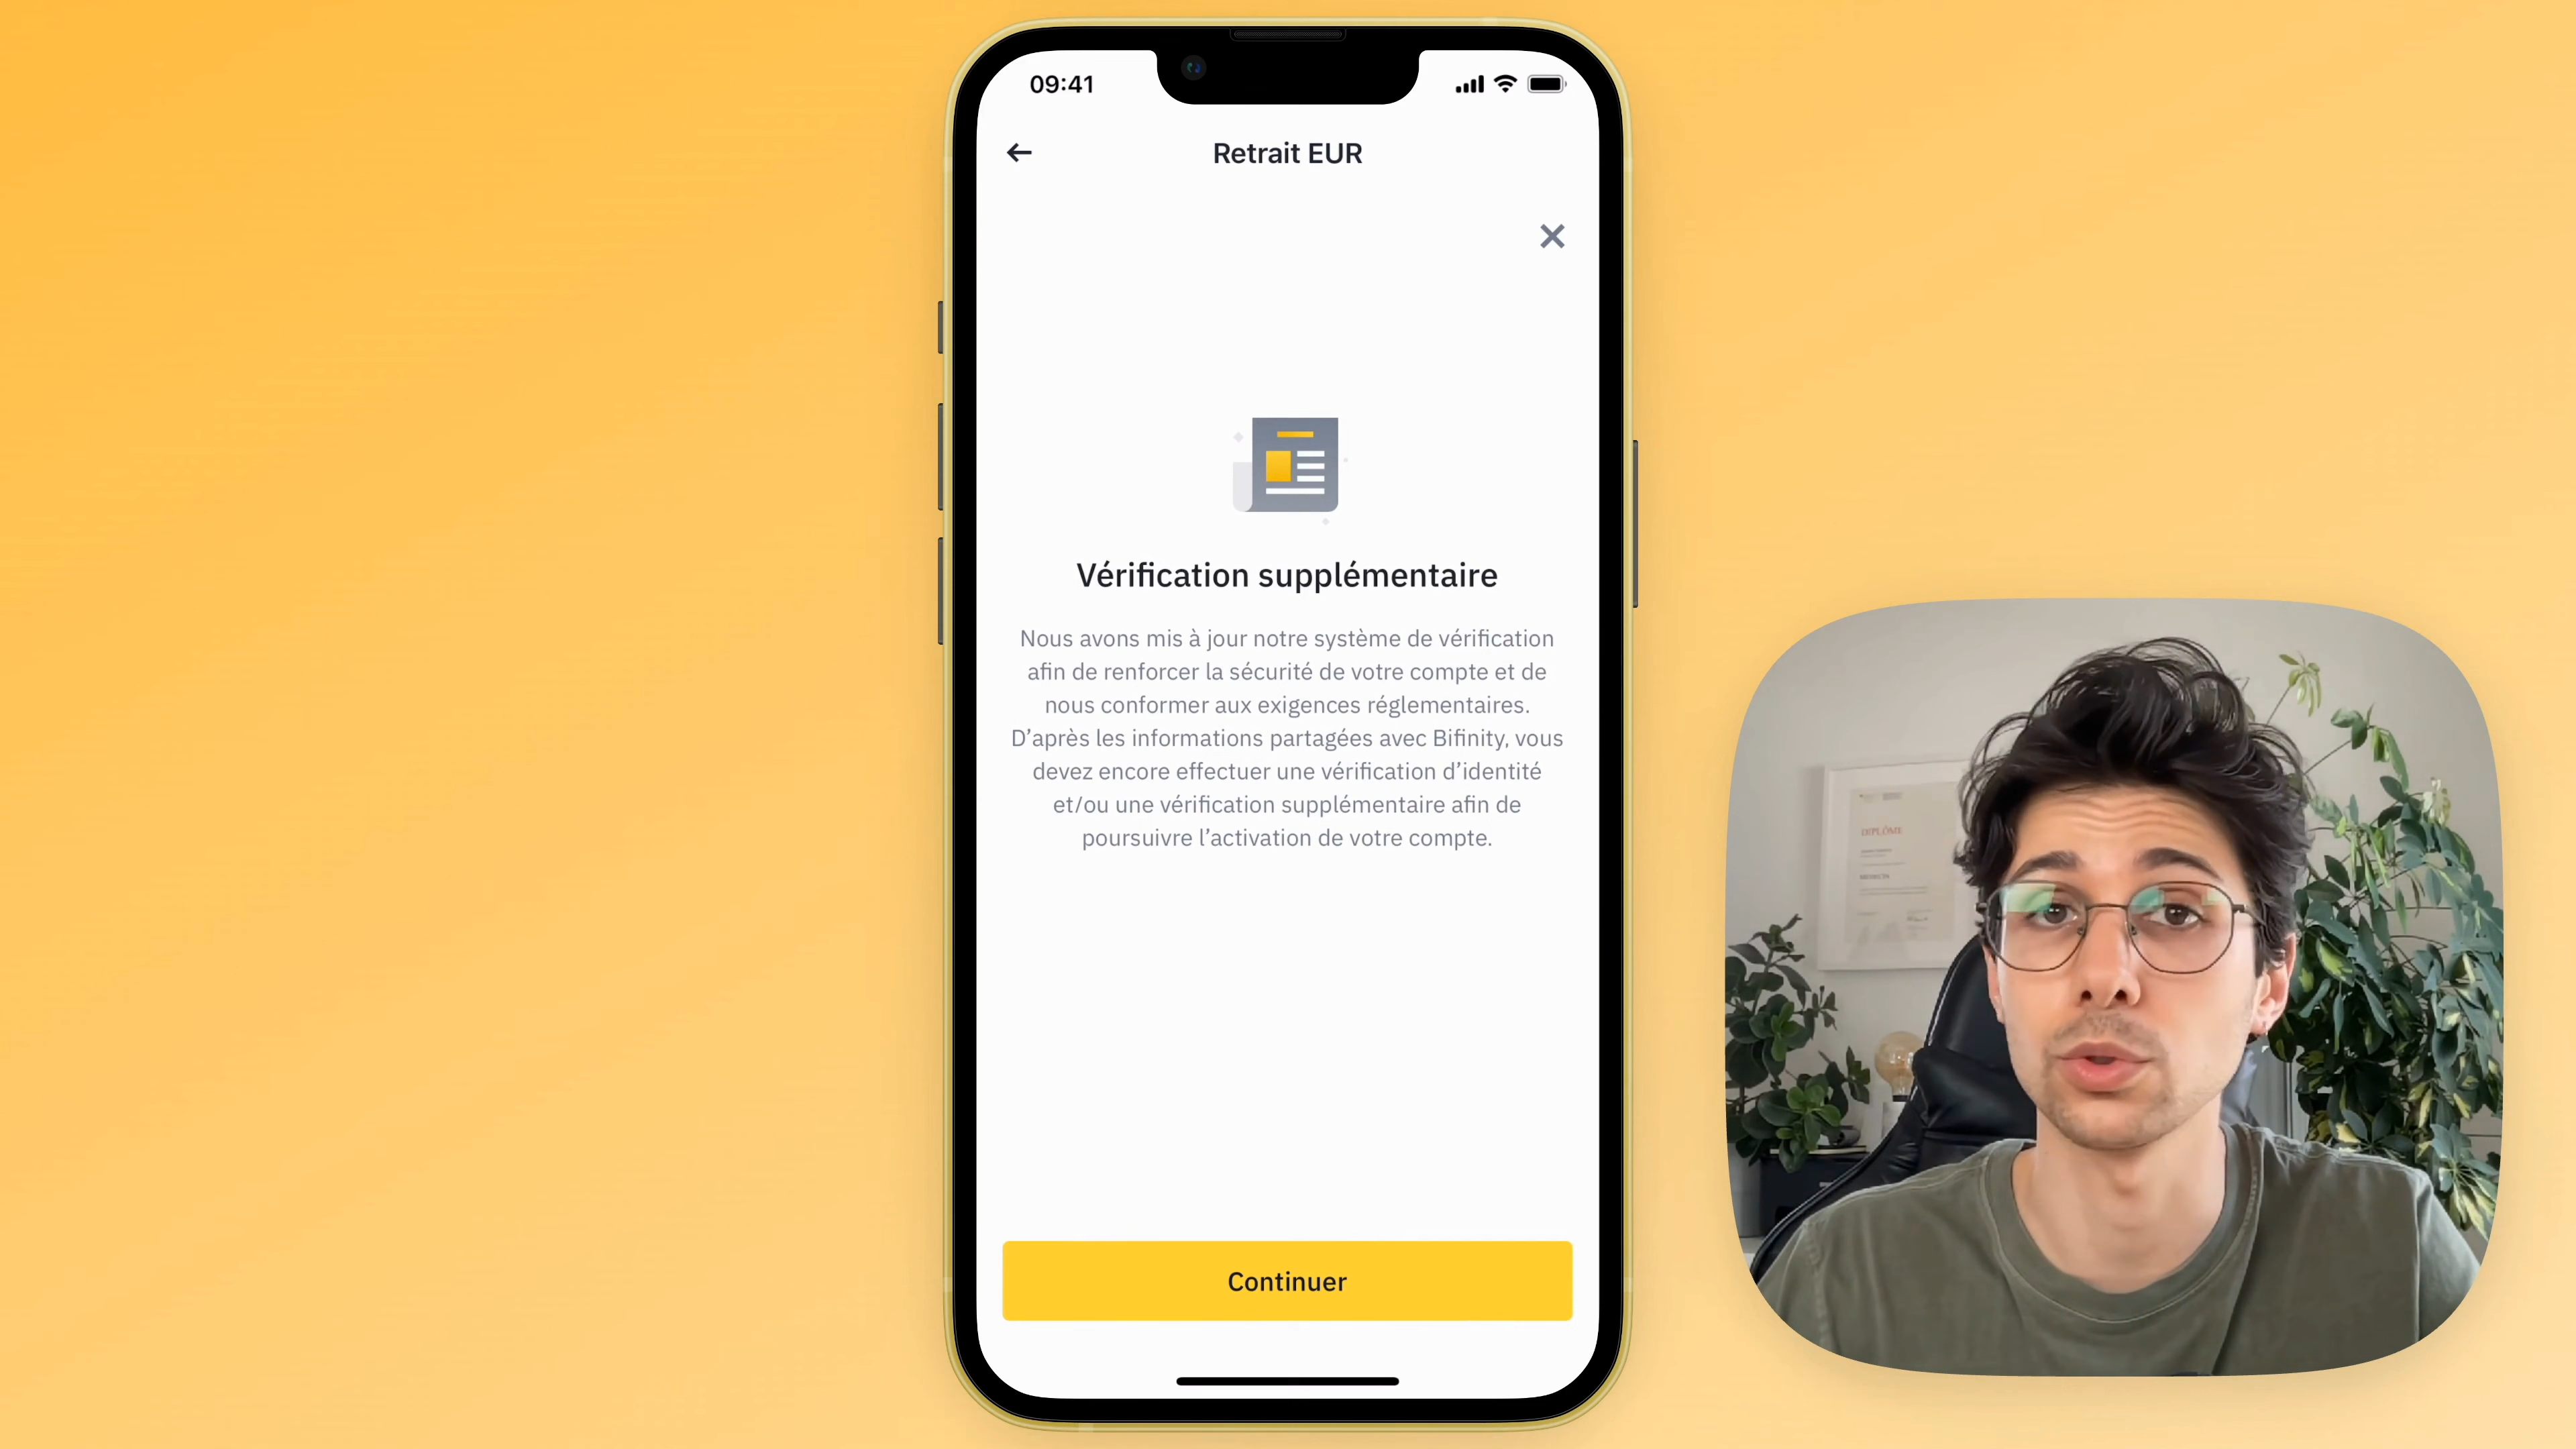 09:41
Retrait EUR
Vérification supplémentaire
Nous avons mis à jour notre système de vérification
afin de renforcer la sécurité de votre compte et de
nous conformer aux exigences réglementaires.
D’après les informations partagées avec Bifinity, vous
devez encore effectuer une vérification d’identité
et/ou une vérification supplémentaire afin de
poursuivre l’activation de votre compte.
Continuer
DIPLÔME